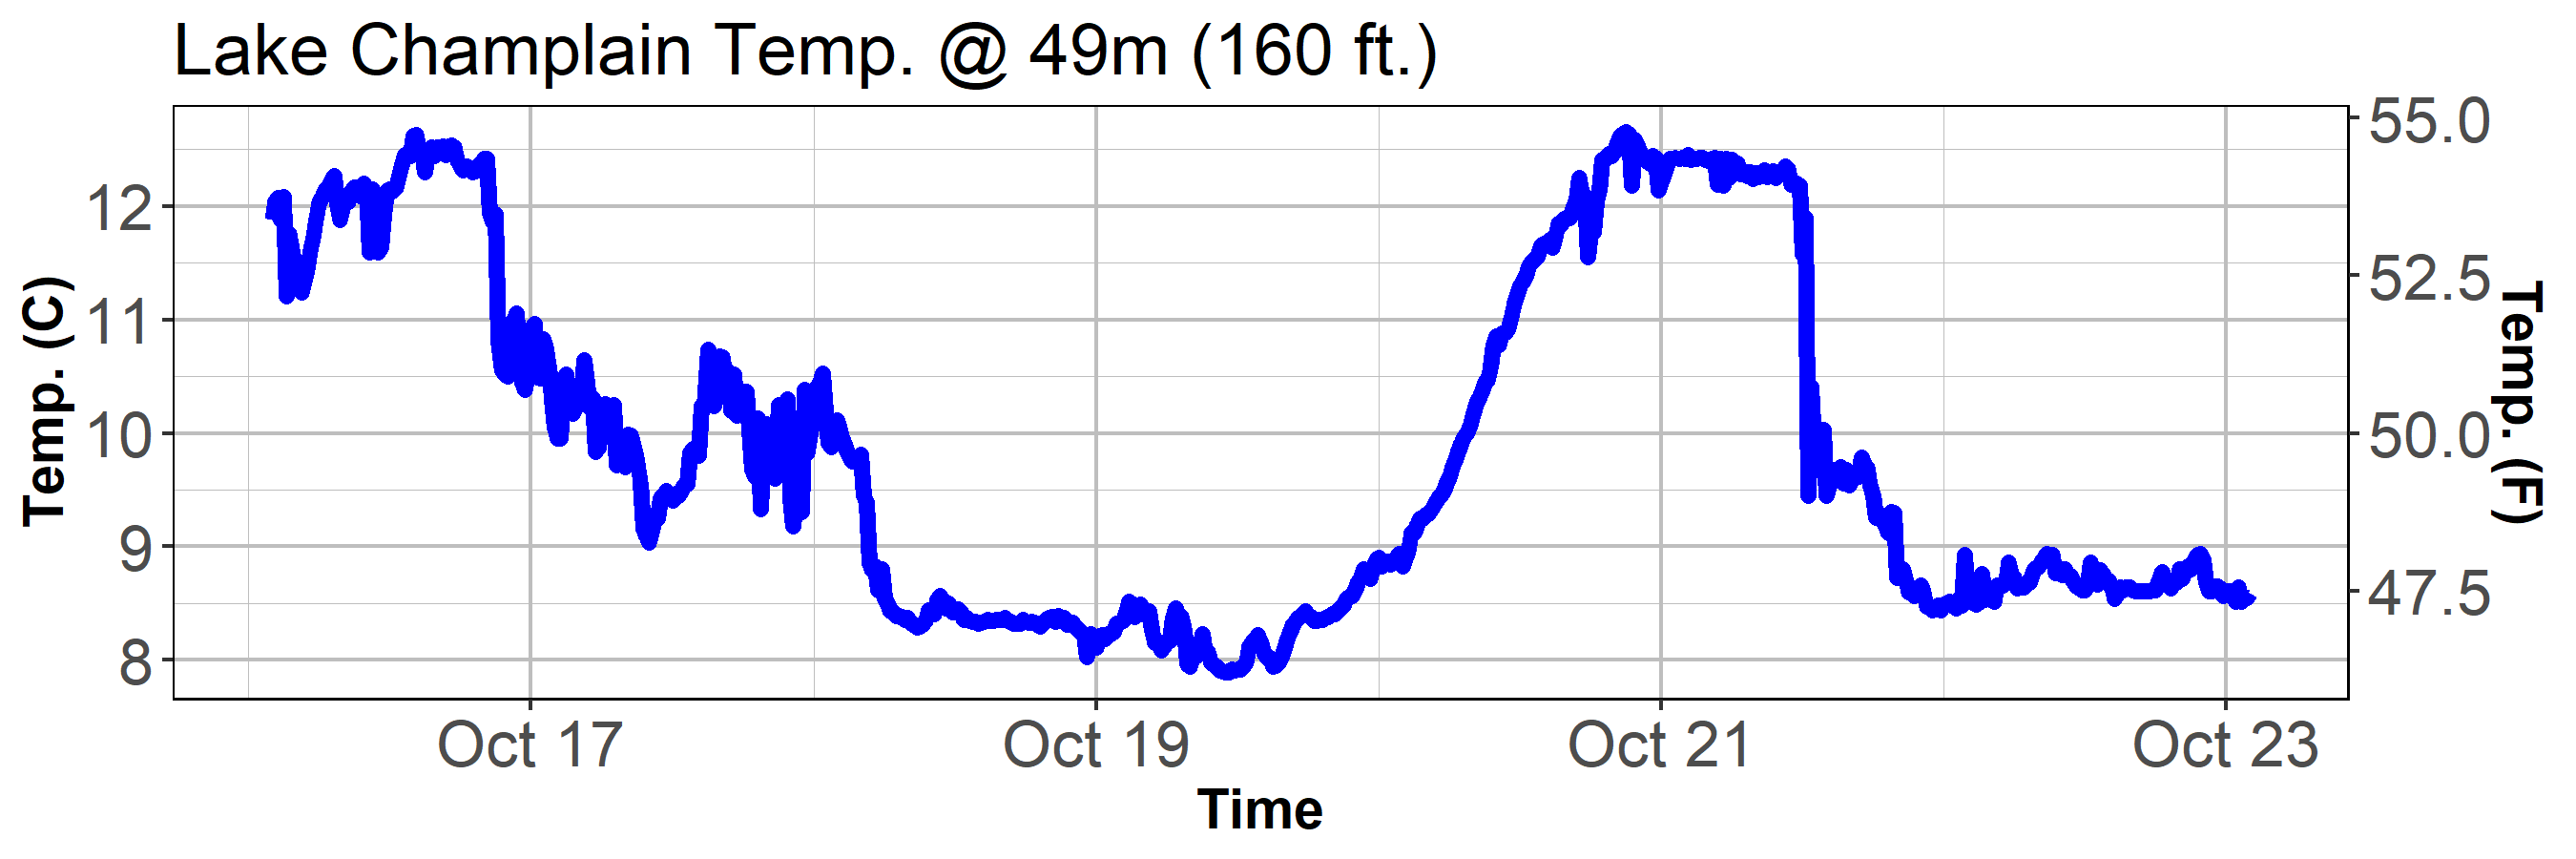 Lake Champlain Temp. @ 49m (160 ft.)
Temp. (C)
12
11
10
9
8
55.0
52.5
50.0
47.5
Temp. (F)
Oct 17 Oct 19 Oct 21 Oct 23
Time